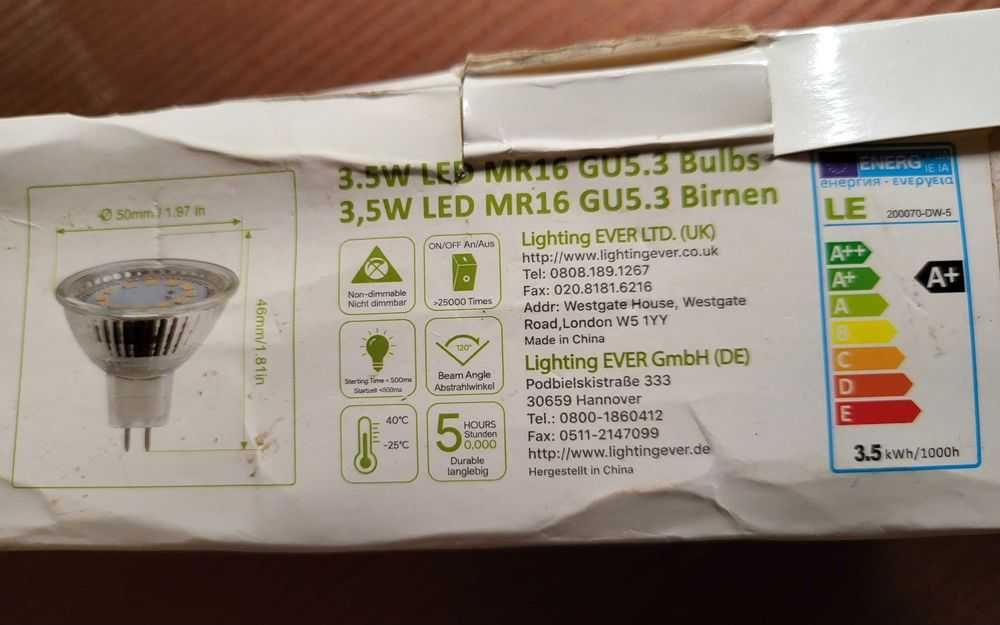 3.5W LED MR16 GU5.3 Bulbs
3,5W LED MR16 GU5.3 Birnen
Ø 50mm / 1.97 in
46mm/1.81in
Non-dimmable
Nicht dimmbar
ON/OFF An/Aus
>25000 Times
Starting Time < 500ms
Startzeit <500ms
120°
Beam Angle
Abstrahlwinkel
40°C
-25°C
5 HOURS
Stunden
0,000
Durable
langlebig
Lighting EVER LTD. (UK)
http://www.lightingever.co.uk
Tel: 0808.189.1267
Fax: 020.8181.6216
Addr: Westgate House, Westgate
Road,London W5 1YY
Made in China
Lighting EVER GmbH (DE)
Podbielskistraße 333
30659 Hannover
Tel.: 0800-1860412
Fax: 0511-2147099
http://www.lightingever.de
Hergestellt in China
ENERG
IE IA
енергия · ενεργεια
LE 200070-DW-5
A++
A+
A+
A
B
C
D
E
3.5 kWh/1000h